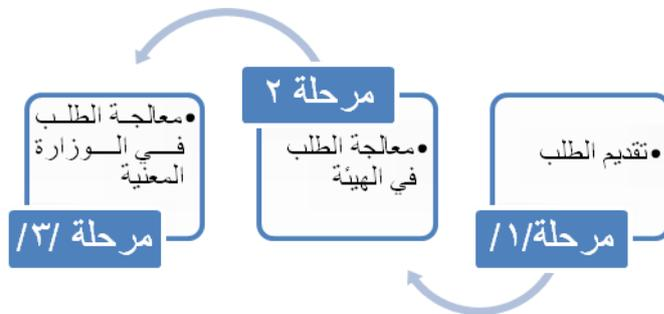 •تقديم الطلب
مرحلة/١/
مرحلة ٢
•معالجة الطلب
في الهيئة
•معالجة الطلب
في الوزارة
المعنية
مرحلة /٣/